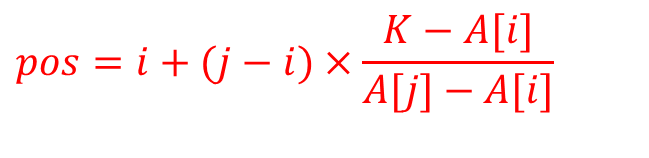 pos = i + (j − i) × (K − A[i]) / (A[j] − A[i])